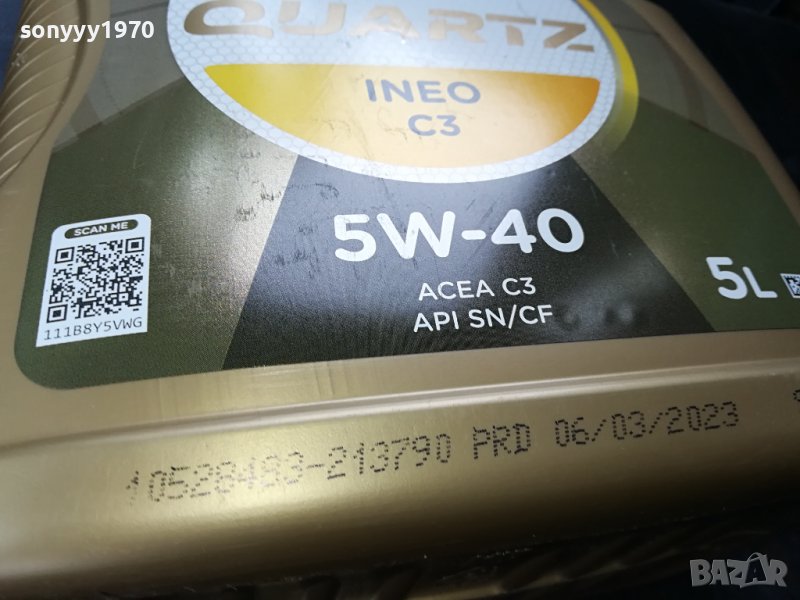 sonyyy1970
QUARTZ
INEO
C3
5W-40
ACEA C3
API SN/CF
5L
SCAN ME
111B8Y5VWG
10528483-213790 PRD 06/03/2023
BAZAR